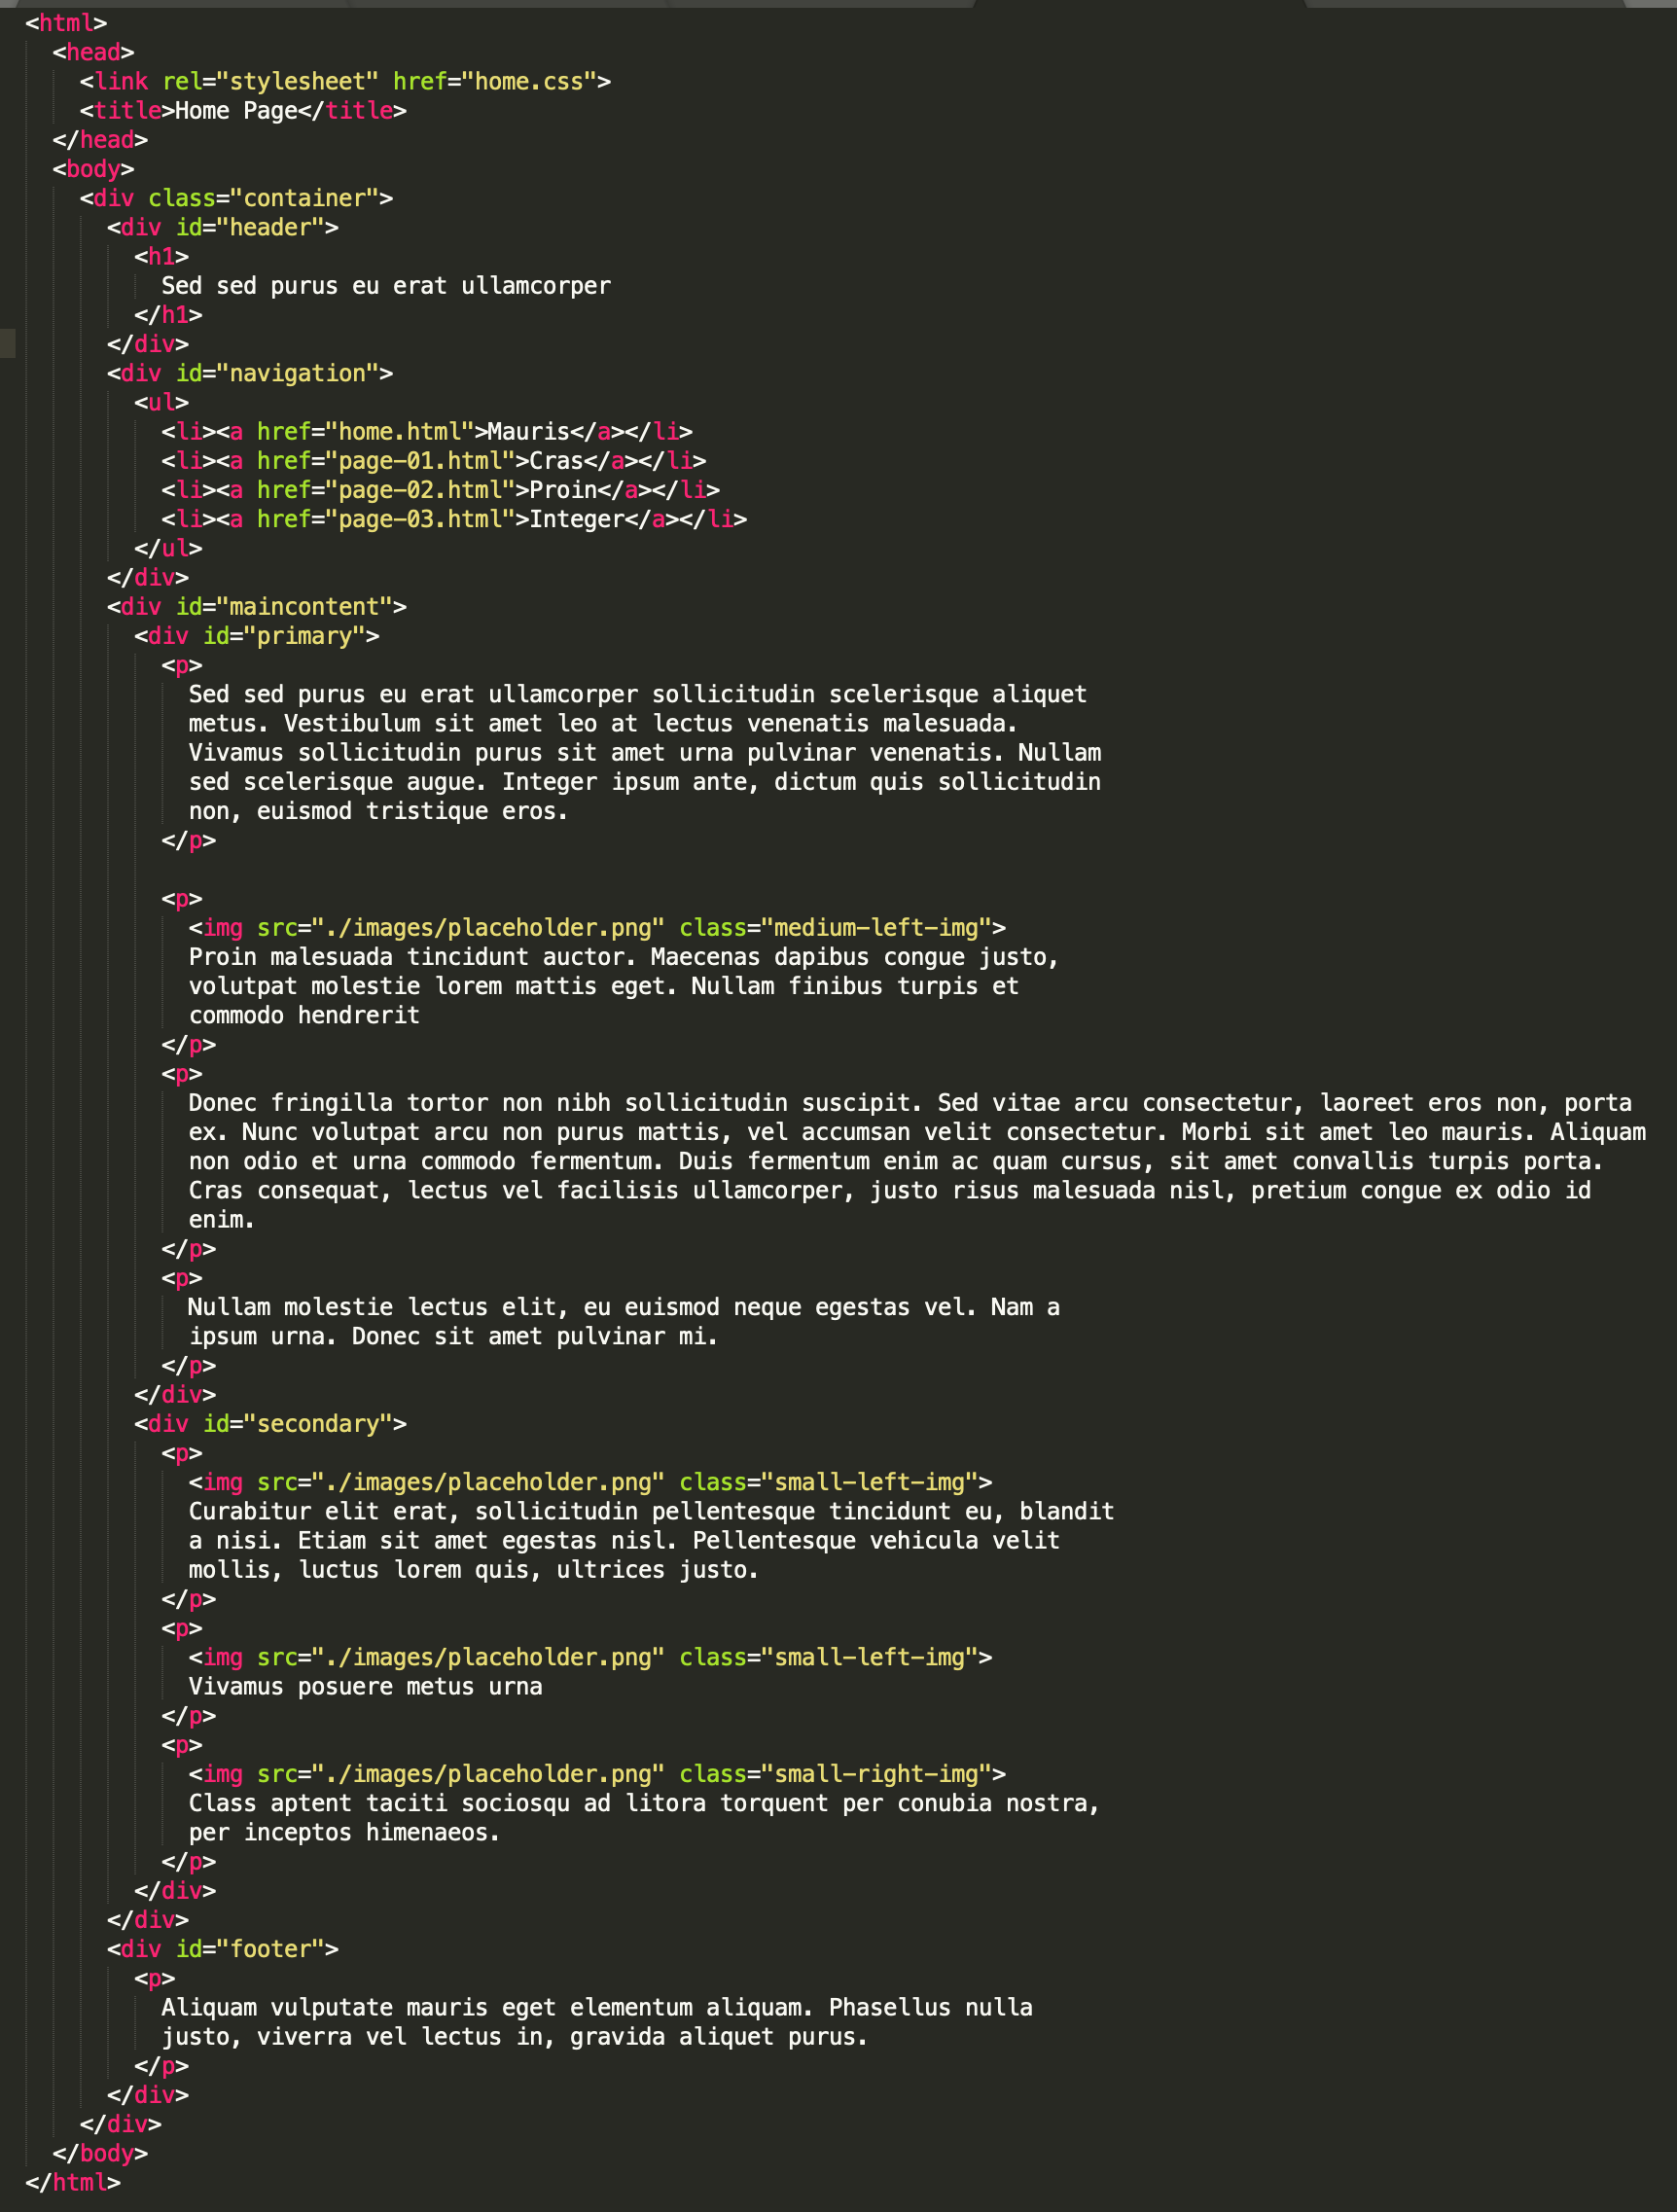 <html>
  <head>
    <link rel="stylesheet" href="home.css">
    <title>Home Page</title>
  </head>
  <body>
    <div class="container">
      <div id="header">
        <h1>
          Sed sed purus eu erat ullamcorper
        </h1>
      </div>
      <div id="navigation">
        <ul>
          <li><a href="home.html">Mauris</a></li>
          <li><a href="page-01.html">Cras</a></li>
          <li><a href="page-02.html">Proin</a></li>
          <li><a href="page-03.html">Integer</a></li>
        </ul>
      </div>
      <div id="maincontent">
        <div id="primary">
          <p>
            Sed sed purus eu erat ullamcorper sollicitudin scelerisque aliquet
            metus. Vestibulum sit amet leo at lectus venenatis malesuada.
            Vivamus sollicitudin purus sit amet urna pulvinar venenatis. Nullam
            sed scelerisque augue. Integer ipsum ante, dictum quis sollicitudin
            non, euismod tristique eros.
          </p>

          <p>
            <img src="./images/placeholder.png" class="medium-left-img">
            Proin malesuada tincidunt auctor. Maecenas dapibus congue justo,
            volutpat molestie lorem mattis eget. Nullam finibus turpis et
            commodo hendrerit
          </p>
          <p>
            Donec fringilla tortor non nibh sollicitudin suscipit. Sed vitae arcu consectetur, laoreet eros non, porta
            ex. Nunc volutpat arcu non purus mattis, vel accumsan velit consectetur. Morbi sit amet leo mauris. Aliquam
            non odio et urna commodo fermentum. Duis fermentum enim ac quam cursus, sit amet convallis turpis porta.
            Cras consequat, lectus vel facilisis ullamcorper, justo risus malesuada nisl, pretium congue ex odio id
            enim.
          </p>
          <p>
            Nullam molestie lectus elit, eu euismod neque egestas vel. Nam a
            ipsum urna. Donec sit amet pulvinar mi.
          </p>
        </div>
        <div id="secondary">
          <p>
            <img src="./images/placeholder.png" class="small-left-img">
            Curabitur elit erat, sollicitudin pellentesque tincidunt eu, blandit
            a nisi. Etiam sit amet egestas nisl. Pellentesque vehicula velit
            mollis, luctus lorem quis, ultrices justo.
          </p>
          <p>
            <img src="./images/placeholder.png" class="small-left-img">
            Vivamus posuere metus urna
          </p>
          <p>
            <img src="./images/placeholder.png" class="small-right-img">
            Class aptent taciti sociosqu ad litora torquent per conubia nostra,
            per inceptos himenaeos.
          </p>
        </div>
      </div>
      <div id="footer">
        <p>
          Aliquam vulputate mauris eget elementum aliquam. Phasellus nulla
          justo, viverra vel lectus in, gravida aliquet purus.
        </p>
      </div>
    </div>
  </body>
</html>